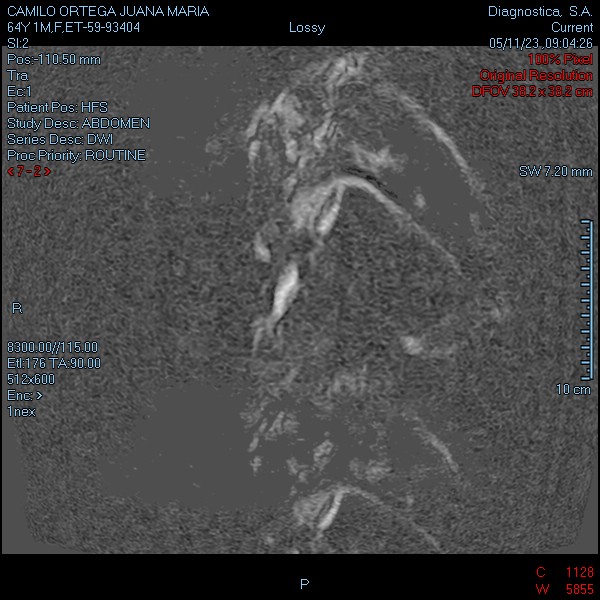 CAMILO ORTEGA JUANA MARIA
64Y 1M,F,ET-59-93404
Sl:2
Pos:-110.50 mm
Tra
Ec:1
Patient Pos: HFS
Study Desc: ABDOMEN
Series Desc: DWI
Proc Priority: ROUTINE
< 7 - 2 >
Lossy
Diagnostica, S.A.
Current
05/11/23 ,09:04:26
100% Pixel
Original Resolution
DFOV 38.2 x 38.2 cm
SW 7.20 mm
R
8300.00//115.00
Etl:176 TA:90.00
512x600
Enc: >
1nex
10 cm
P
C 1128
W 5855